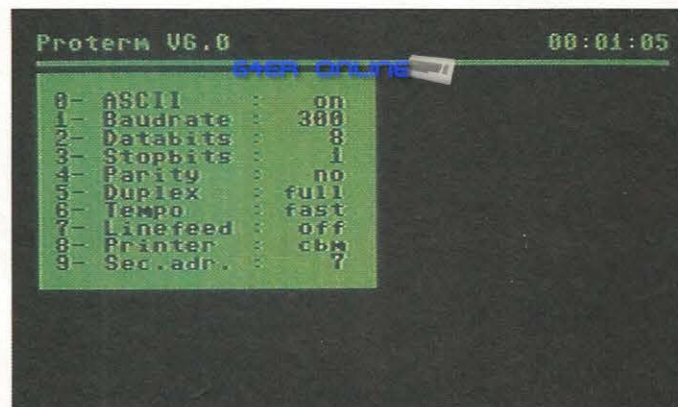 Proterm V6.0 00:01:05
64ER ONLINE
0- ASCII : on
1- Baudrate : 300
2- Databits : 8
3- Stopbits : 1
4- Parity : no
5- Duplex : full
6- Tempo : fast
7- Linefeed : off
8- Printer : cbm
9- Sec.adr. : 7